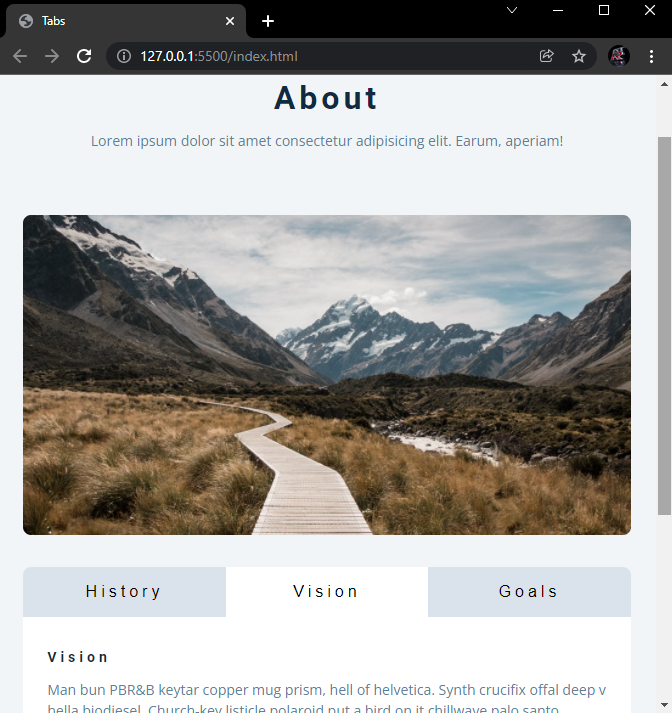 Tabs
127.0.0.1:5500/index.html
About
Lorem ipsum dolor sit amet consectetur adipisicing elit. Earum, aperiam!
History Vision Goals
Vision
Man bun PBR&B keytar copper mug prism, hell of helvetica. Synth crucifix offal deep v
hella biodiesel. Church-key listicle polaroid put a bird on it chillwave palo santo